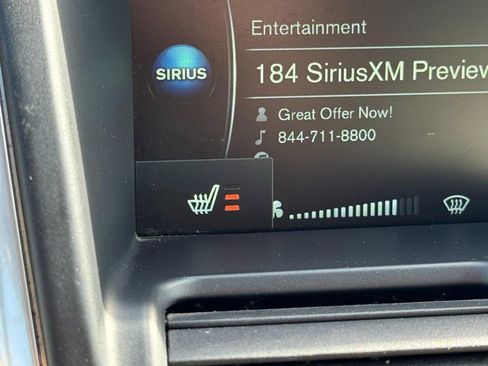 Entertainment
SIRIUS
184 SiriusXM Preview
Great Offer Now!
844-711-8800